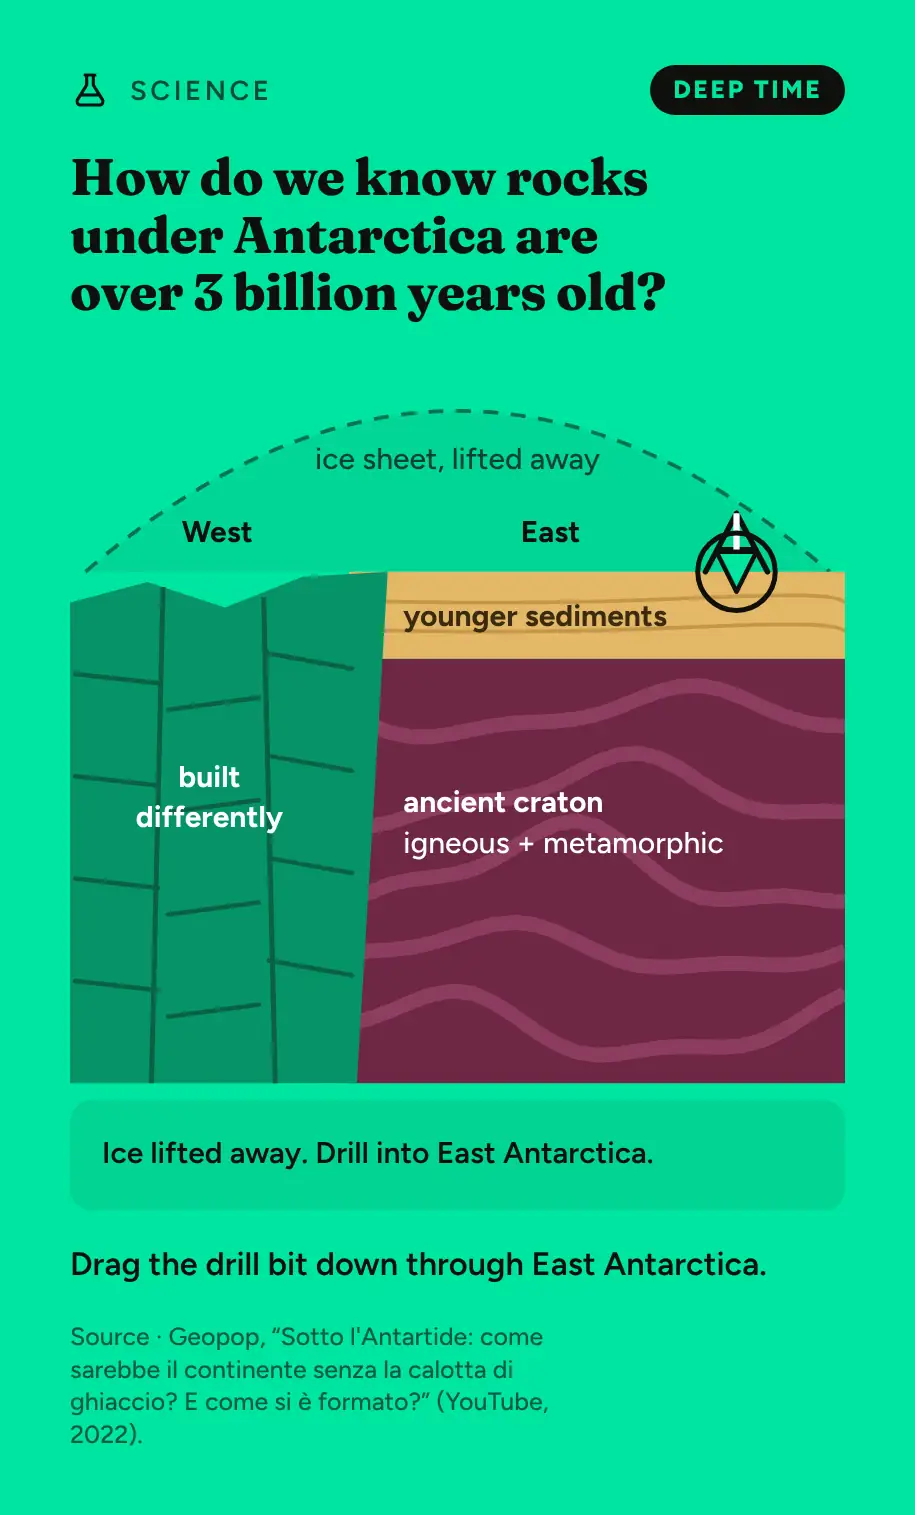 SCIENCE
DEEP TIME
How do we know rocks
under Antarctica are
over 3 billion years old?
ice sheet, lifted away
West
East
younger sediments
built
differently
ancient craton
igneous + metamorphic
Ice lifted away. Drill into East Antarctica.
Drag the drill bit down through East Antarctica.
Source · Geopop, “Sotto l'Antartide: come
sarebbe il continente senza la calotta di
ghiaccio? E come si è formato?” (YouTube,
2022).